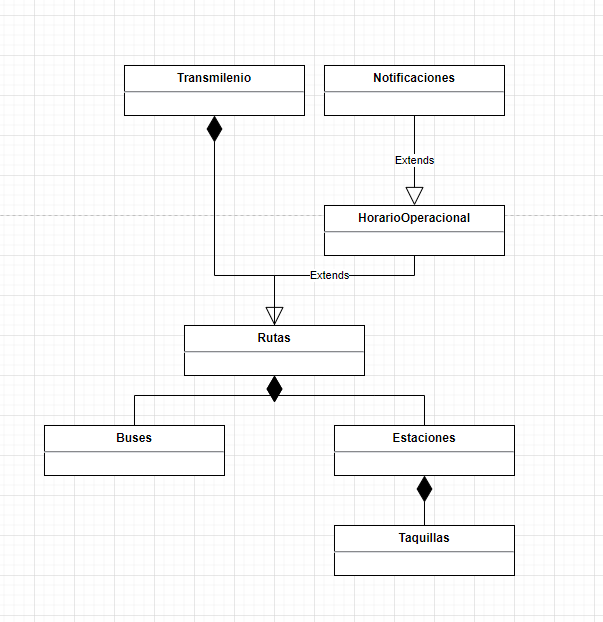 Transmilenio
Notificaciones
Extends
HorarioOperacional
Extends
Rutas
Buses
Estaciones
Taquillas